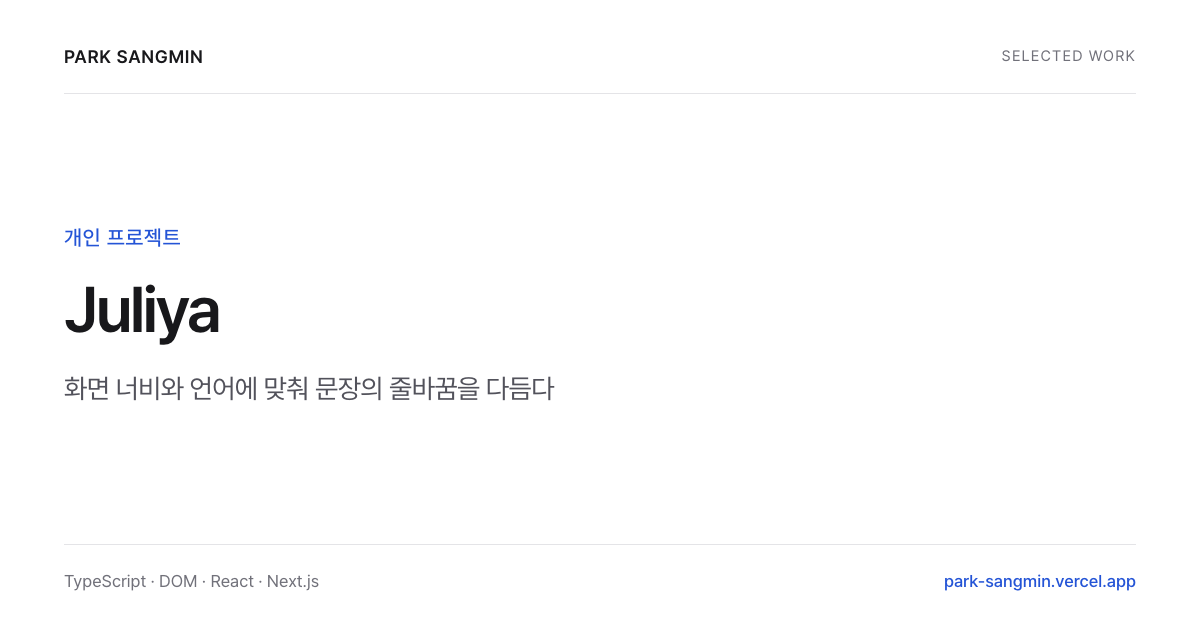 PARK SANGMIN
SELECTED WORK
개인 프로젝트
Juliya
화면 너비와 언어에 맞춰 문장의 줄바꿈을 다듬다
TypeScript · DOM · React · Next.js
park-sangmin.vercel.app